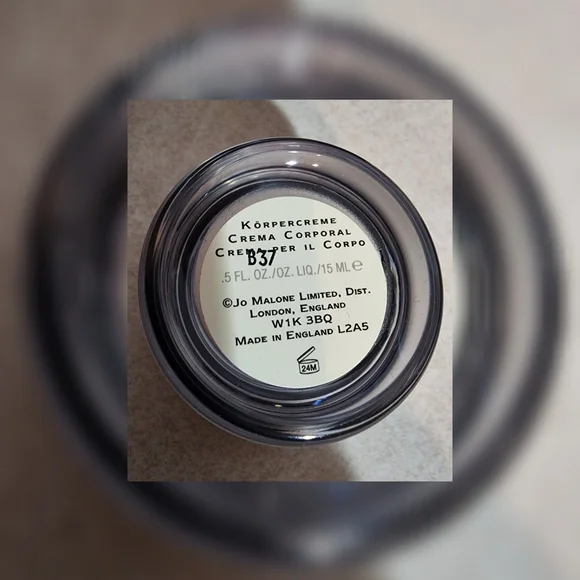 Körpercreme
Crema Corporal
Crema per il Corpo
B37
.5 FL. OZ./OZ. LIQ./15 ML ℮
©Jo Malone Limited, Dist.
London, England
W1K 3BQ
Made in England L2A5
24M